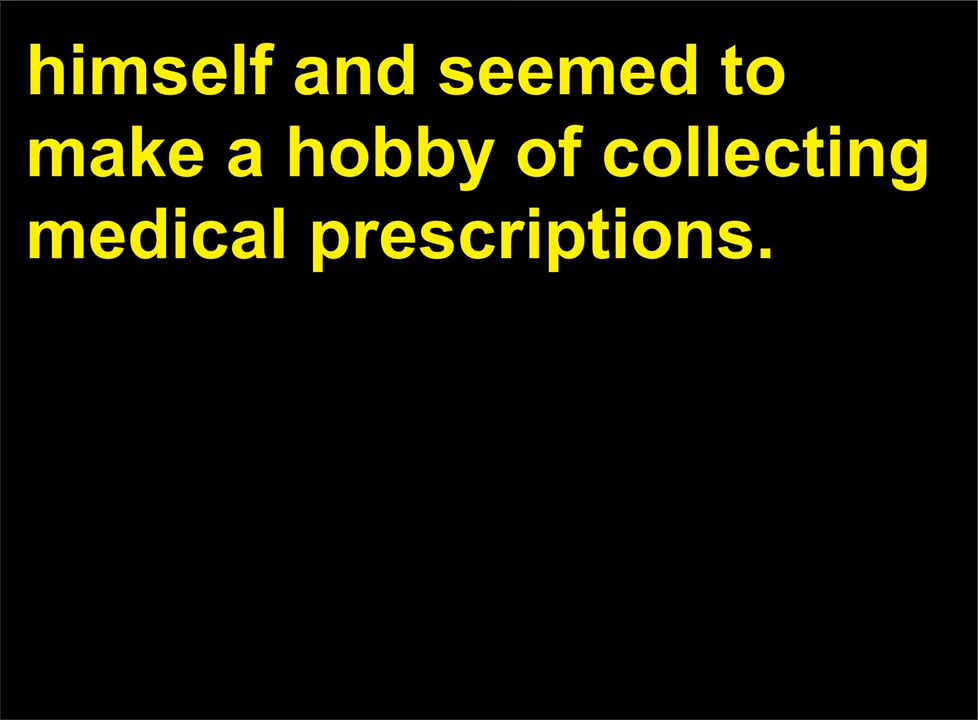 himself and seemed to
make a hobby of collecting
medical prescriptions.